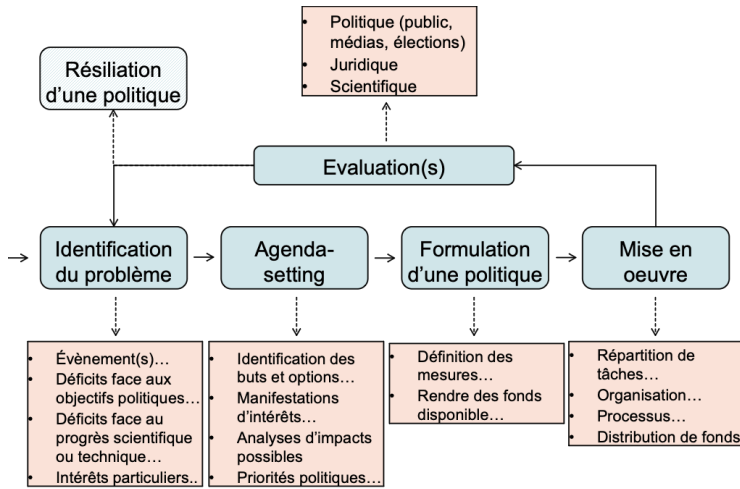 • Politique (public,
médias, élections)
• Juridique
• Scientifique
Résiliation
d'une politique
Evaluation(s)
Identification
du problème
Agenda-
setting
Formulation
d'une politique
Mise en
oeuvre
• Évènement(s)…
• Déficits face aux
objectifs politiques…
• Déficits face au
progrès scientifique
ou technique…
• Intérêts particuliers..
• Identification des
buts et options…
• Manifestations
d'intérêts…
• Analyses d'impacts
possibles
• Priorités politiques…
• Définition des
mesures…
• Rendre des fonds
disponible…
• Répartition de
tâches…
• Organisation…
• Processus…
• Distribution de fonds